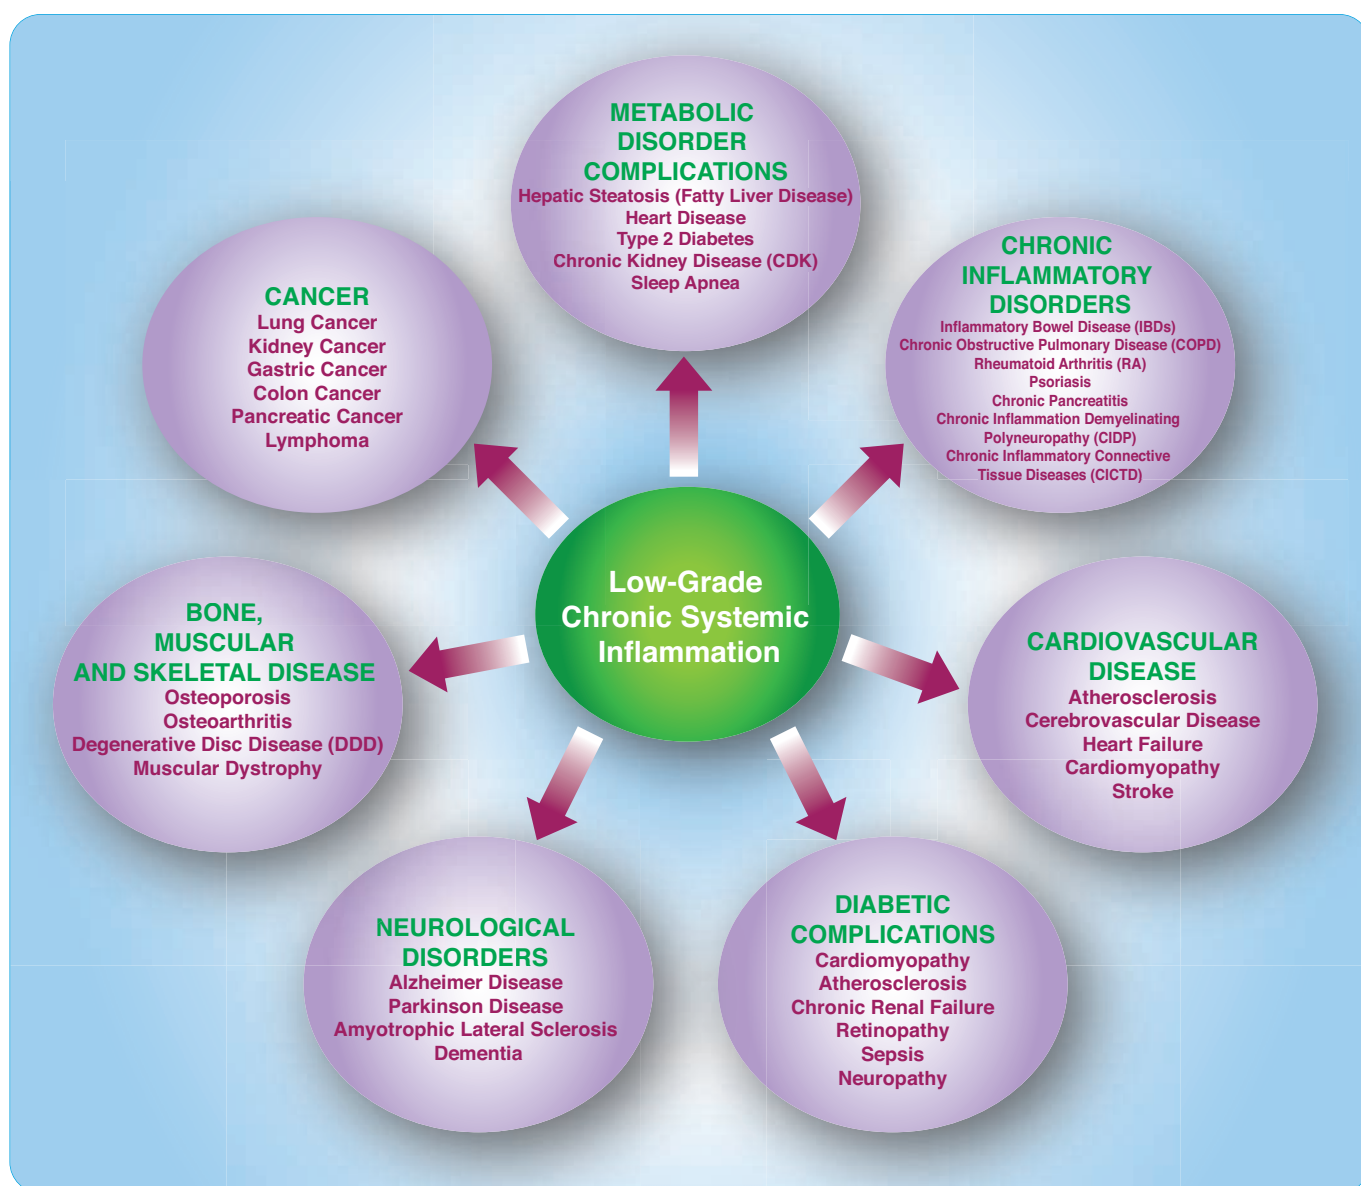 METABOLIC
DISORDER
COMPLICATIONS
Hepatic Steatosis (Fatty Liver Disease)
Heart Disease
Type 2 Diabetes
Chronic Kidney Disease (CDK)
Sleep Apnea
CHRONIC
INFLAMMATORY
DISORDERS
Inflammatory Bowel Disease (IBDs)
Chronic Obstructive Pulmonary Disease (COPD)
Rheumatoid Arthritis (RA)
Psoriasis
Chronic Pancreatitis
Chronic Inflammation Demyelinating
Polyneuropathy (CIDP)
Chronic Inflammatory Connective
Tissue Diseases (CICTD)
CANCER
Lung Cancer
Kidney Cancer
Gastric Cancer
Colon Cancer
Pancreatic Cancer
Lymphoma
Low-Grade
Chronic Systemic
Inflammation
BONE,
MUSCULAR
AND SKELETAL DISEASE
Osteoporosis
Osteoarthritis
Degenerative Disc Disease (DDD)
Muscular Dystrophy
CARDIOVASCULAR
DISEASE
Atherosclerosis
Cerebrovascular Disease
Heart Failure
Cardiomyopathy
Stroke
NEUROLOGICAL
DISORDERS
Alzheimer Disease
Parkinson Disease
Amyotrophic Lateral Sclerosis
Dementia
DIABETIC
COMPLICATIONS
Cardiomyopathy
Atherosclerosis
Chronic Renal Failure
Retinopathy
Sepsis
Neuropathy